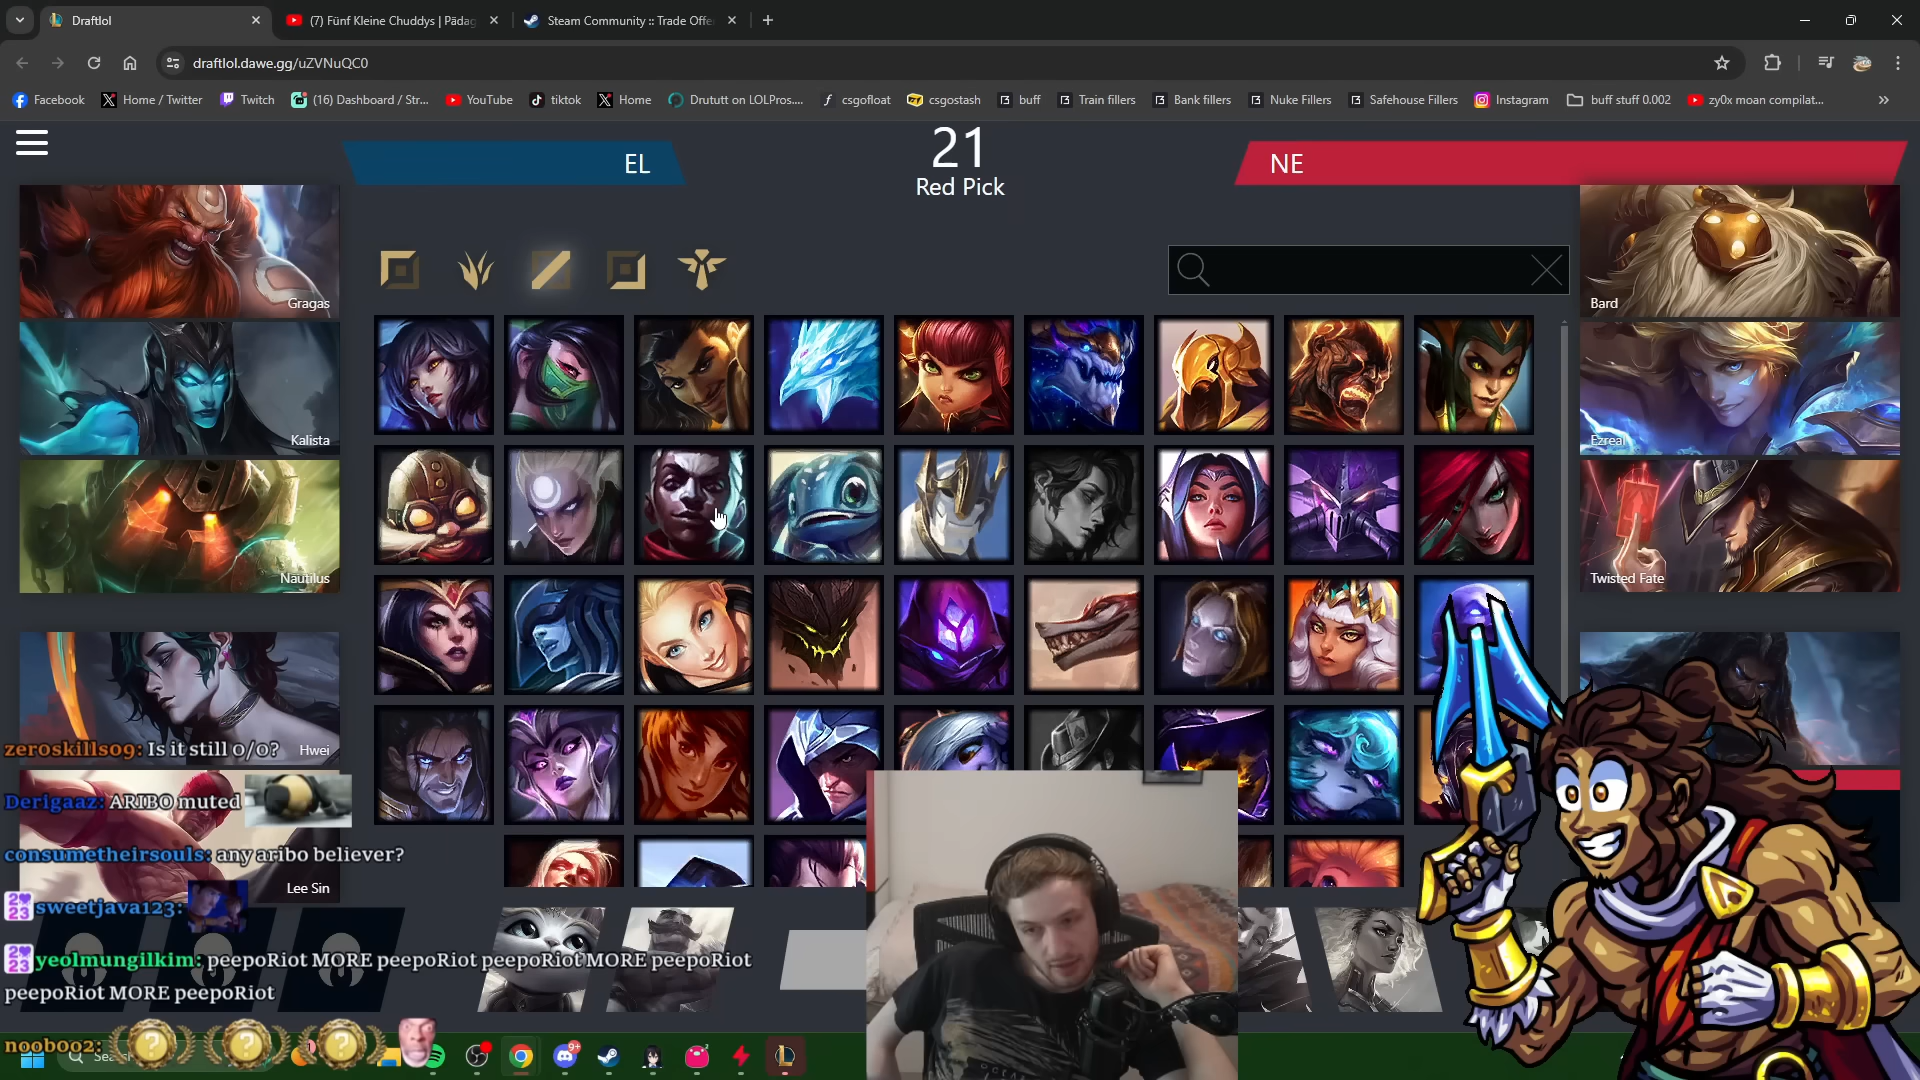 Draftlol
(7) Fünf Kleine Chuddys | Pädag
Steam Community :: Trade Offe
draftlol.dawe.gg/uZVNuQC0
Facebook
Home / Twitter
Twitch
(16) Dashboard / Str...
YouTube
tiktok
Home
Drututt on LOLPros....
csgofloat
csgostash
buff
Train fillers
Bank fillers
Nuke Fillers
Safehouse Fillers
Instagram
buff stuff 0.002
zy0x moan compilat...
EL
21
Red Pick
NE
Gragas
Kalista
Nautilus
Bard
Ezreal
Twisted Fate
Hwei
Lee Sin
zeroskills09: Is it still 0/0?
Derigaaz: ARIBO muted
consumetheirsouls: any aribo believer?
sweetjava123:
yeolmungilkim: peepoRiot MORE peepoRiot peepoRiot MORE peepoRiot
peepoRiot MORE peepoRiot
nooboo2:
9+